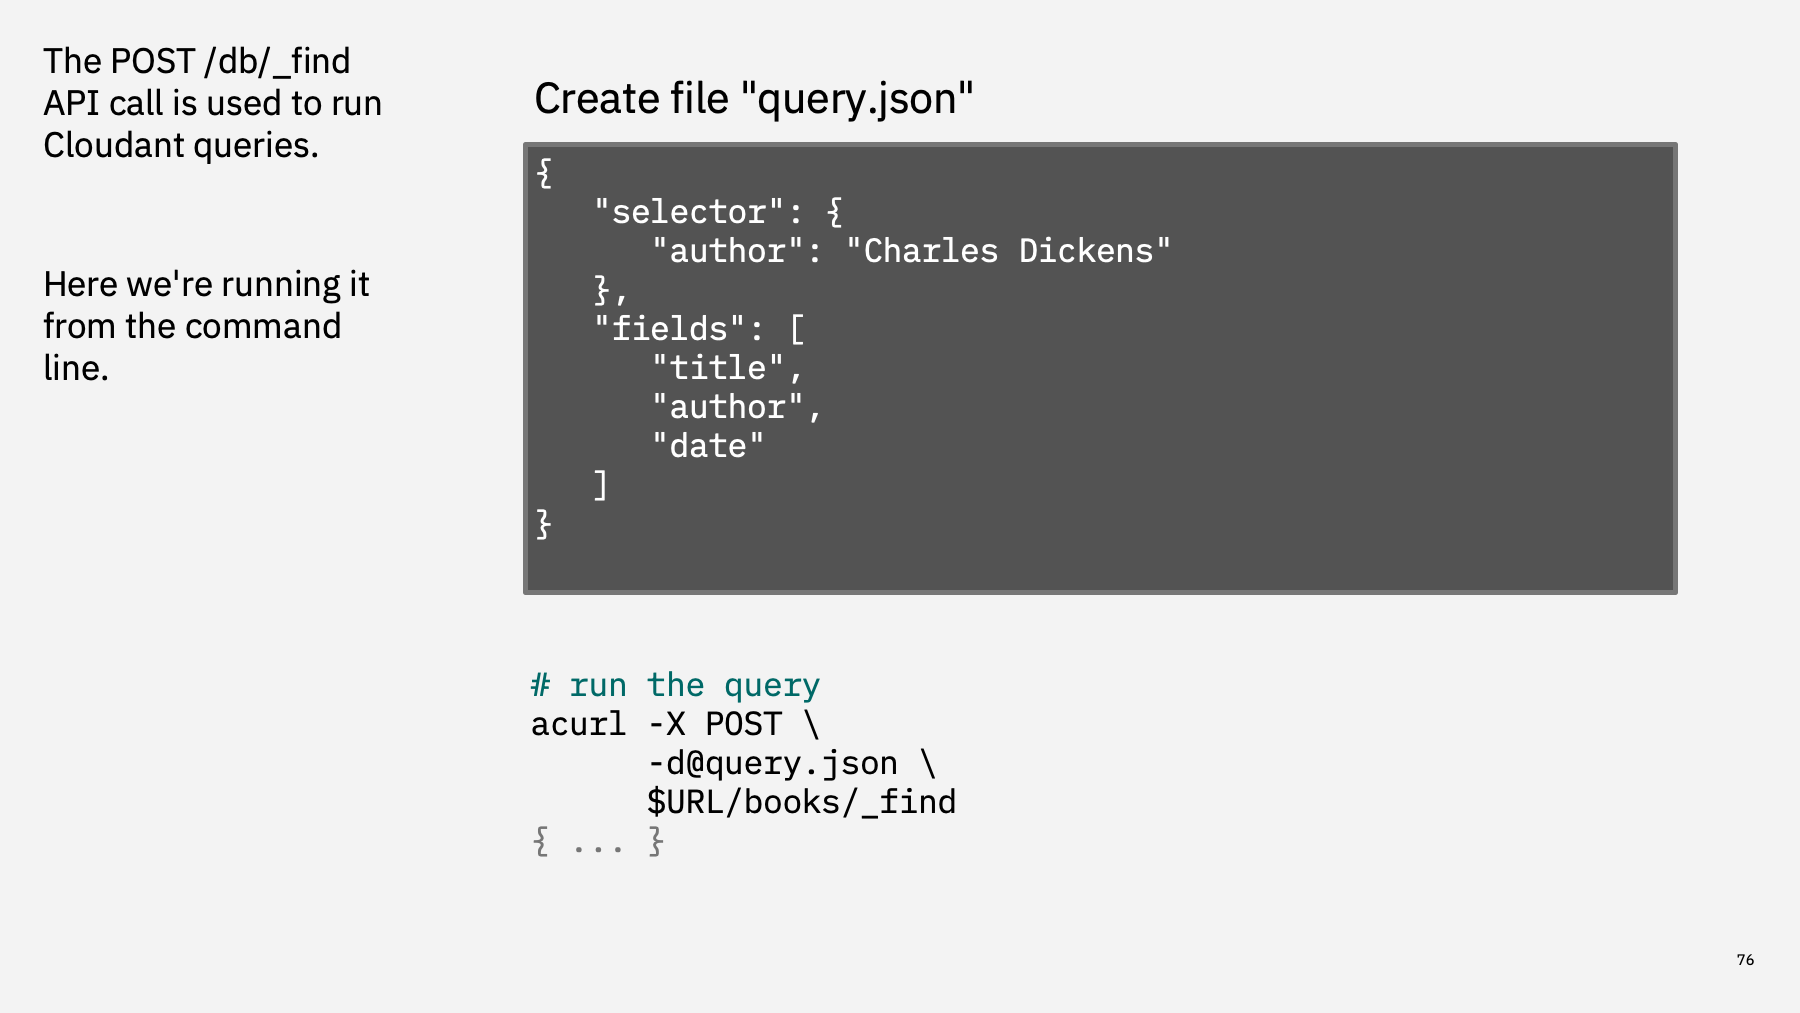 The POST /db/_find
API call is used to run
Cloudant queries.
Here we're running it
from the command
line.
Create file "query.json"
{
   "selector": {
      "author": "Charles Dickens"
   },
   "fields": [
      "title",
      "author",
      "date"
   ]
}
# run the query
acurl -X POST \
      -d@query.json \
      $URL/books/_find
{ ... }
76